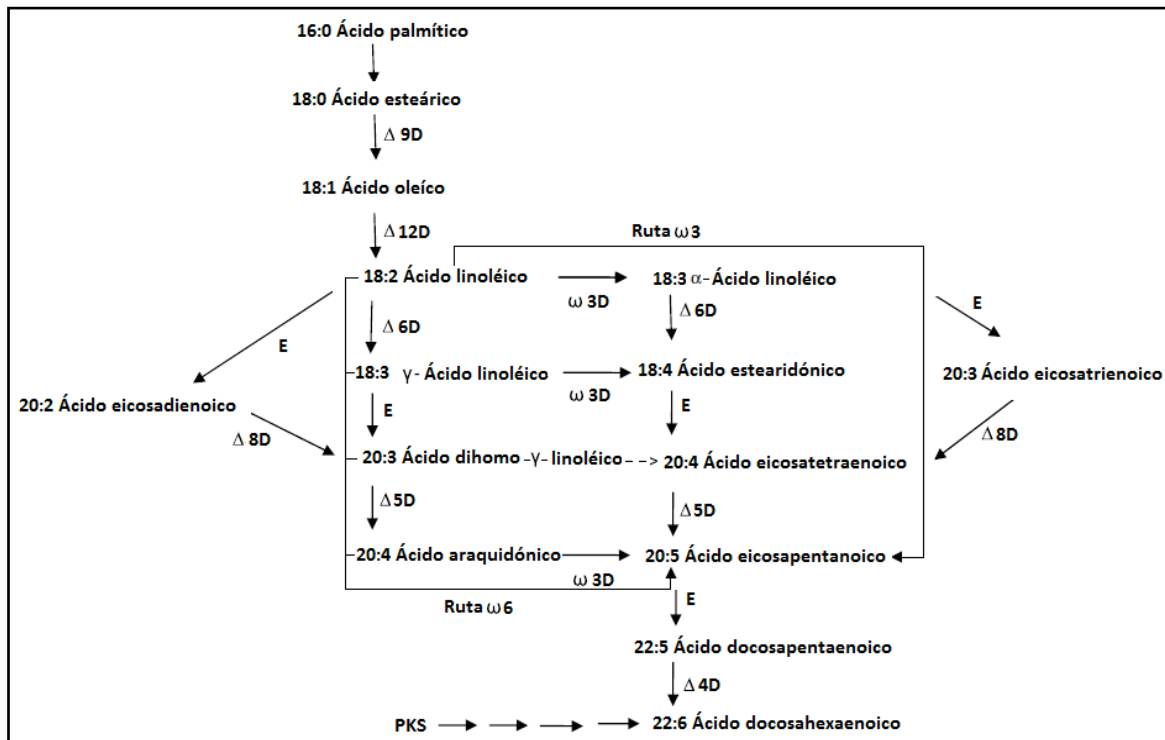 16:0 Ácido palmítico
18:0 Ácido esteárico
Δ 9D
18:1 Ácido oleíco
Δ 12D
Ruta ω3
18:2 Ácido linoléico
ω 3D
18:3 α-Ácido linoléico
E
Δ 6D
Δ 6D
E
18:3 γ- Ácido linoléico
ω 3D
18:4 Ácido estearidónico
20:3 Ácido eicosatrienoico
20:2 Ácido eicosadienoico
E
E
Δ 8D
Δ 8D
20:3 Ácido dihomo -γ- linoléico
20:4 Ácido eicosatetraenoico
Δ5D
Δ5D
20:4 Ácido araquidónico
ω 3D
20:5 Ácido eicosapentanoico
Ruta ω6
E
22:5 Ácido docosapentaenoico
Δ 4D
PKS
22:6 Ácido docosahexaenoico